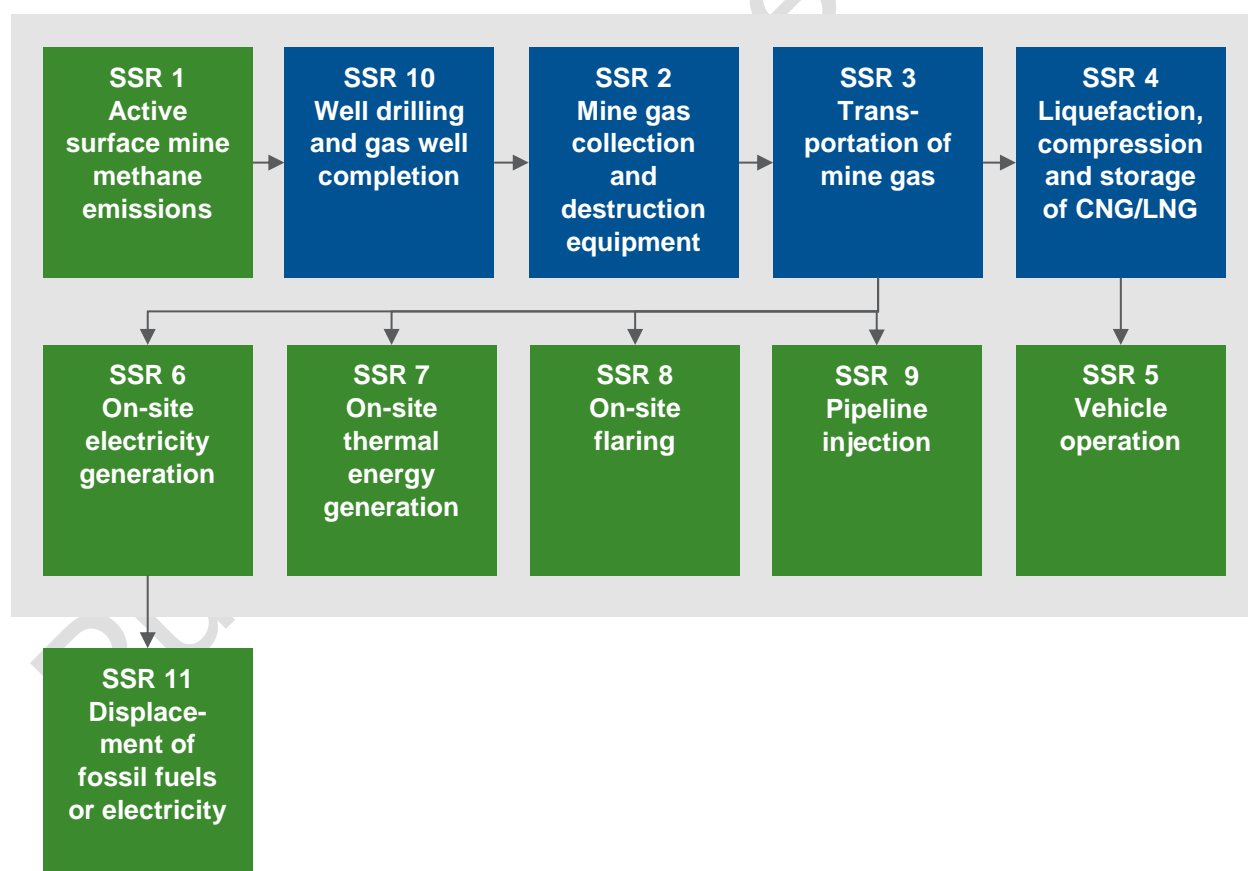 SSR 1
Active
surface mine
methane
emissions
SSR 10
Well drilling
and gas well
completion
SSR 2
Mine gas
collection
and
destruction
equipment
SSR 3
Trans-
portation of
mine gas
SSR 4
Liquefaction,
compression
and storage
of CNG/LNG
SSR 6
On-site
electricity
generation
SSR 7
On-site
thermal
energy
generation
SSR 8
On-site
flaring
SSR 9
Pipeline
injection
SSR 5
Vehicle
operation
SSR 11
Displace-
ment of
fossil fuels
or electricity